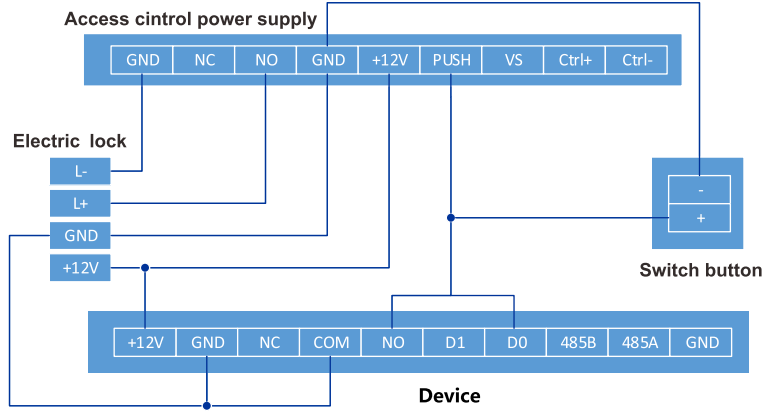 Access cintrol power supply
GND NC NO GND +12V PUSH VS Ctrl+ Ctrl-
Electric lock
L-
L+
GND
+12V
-
+
Switch button
+12V GND NC COM NO D1 D0 485B 485A GND
Device